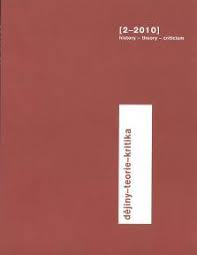 [2–2010]
history – theory – criticism
dějiny–teorie–kritika